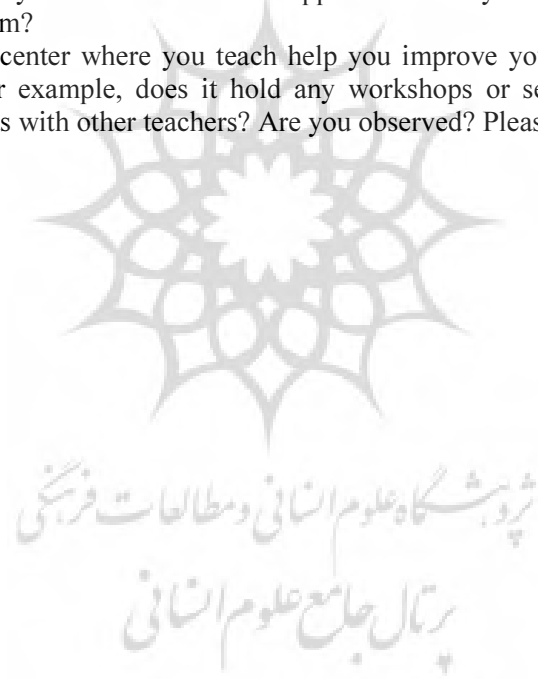 m?
center where you teach help you improve yo
r example, does it hold any workshops or se
s with other teachers? Are you observed? Pleas
پژوهشگاه علوم انسانی و مطالعات فرهنگی
پرتال جامع علوم انسانی